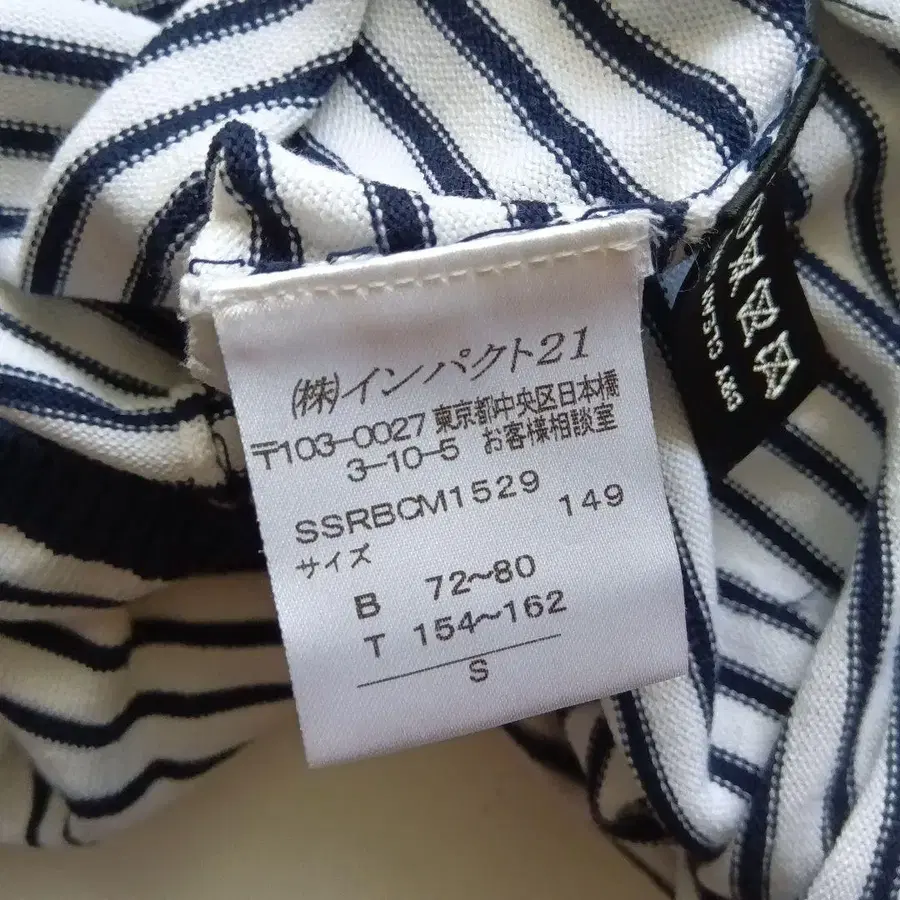 (株)インパクト21
〒103-0027 東京都中央区日本橋
3-10-5 お客様相談室
SSRBCM1529 149
サイズ
B 72~80
T 154~162
S